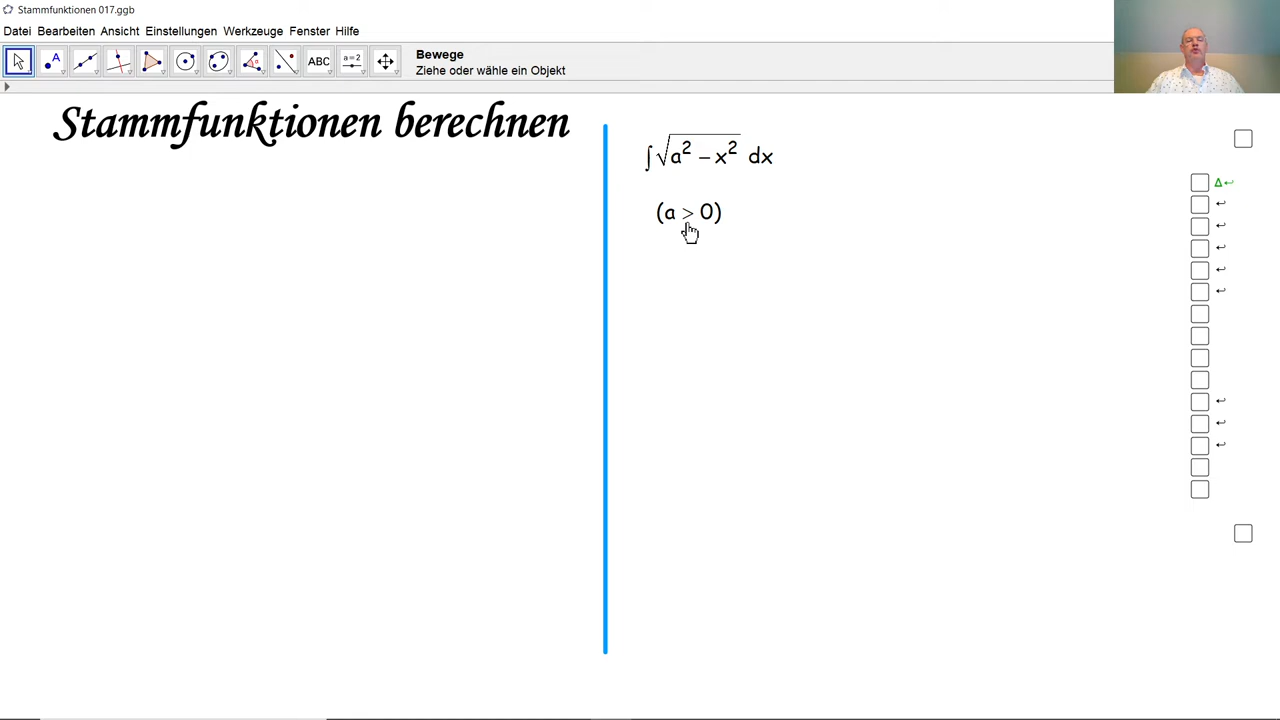 Stammfunktionen 017.ggb
Datei Bearbeiten Ansicht Einstellungen Werkzeuge Fenster Hilfe
A
ABC
a=2
Bewege
Ziehe oder wähle ein Objekt
Stammfunktionen berechnen
∫√(a² − x²) dx
(a > 0)
Δ↩
↩
↩
↩
↩
↩
↩
↩
↩